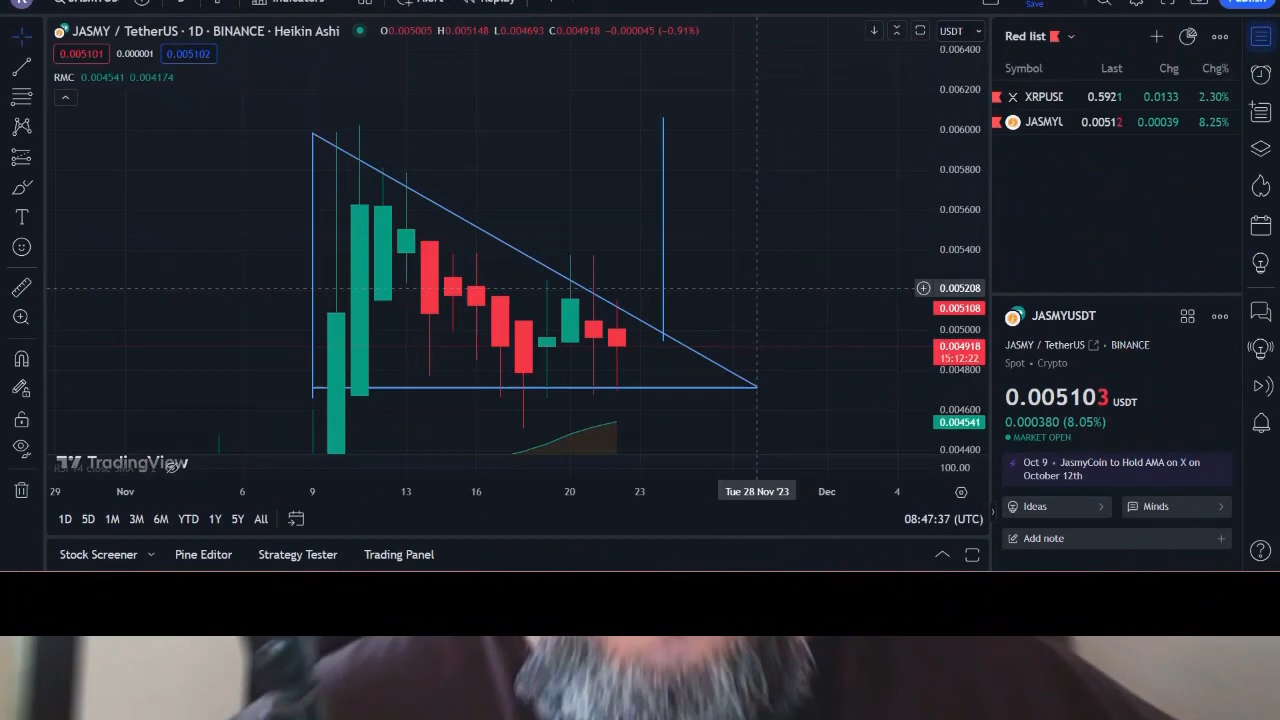 Save
JASMY / TetherUS · 1D · BINANCE · Heikin Ashi
O0.005005 H0.005148 L0.004693 C0.004918 −0.000045 (−0.91%)
USDT
0.005101 0.000001 0.005102
RMC 0.004541 0.004174
0.006400
0.006200
0.006000
0.005800
0.005600
0.005400
0.005208
0.005108
0.005000
0.004918
15:12:22
0.004800
0.004600
0.004541
0.004400
100.00
TradingView
29 Nov 6 9 13 16 20 23 Tue 28 Nov '23 Dec 4
1D 5D 1M 3M 6M YTD 1Y 5Y All
08:47:37 (UTC)
Stock Screener Pine Editor Strategy Tester Trading Panel
Red list
Symbol Last Chg Chg%
XRPUSD 0.5921 0.0133 2.30%
JASMYU 0.00512 0.00039 8.25%
JASMYUSDT
JASMY / TetherUS · BINANCE
Spot · Crypto
0.005103 USDT
0.000380 (8.05%)
MARKET OPEN
Oct 9 · JasmyCoin to Hold AMA on X on
October 12th
Ideas
Minds
Add note